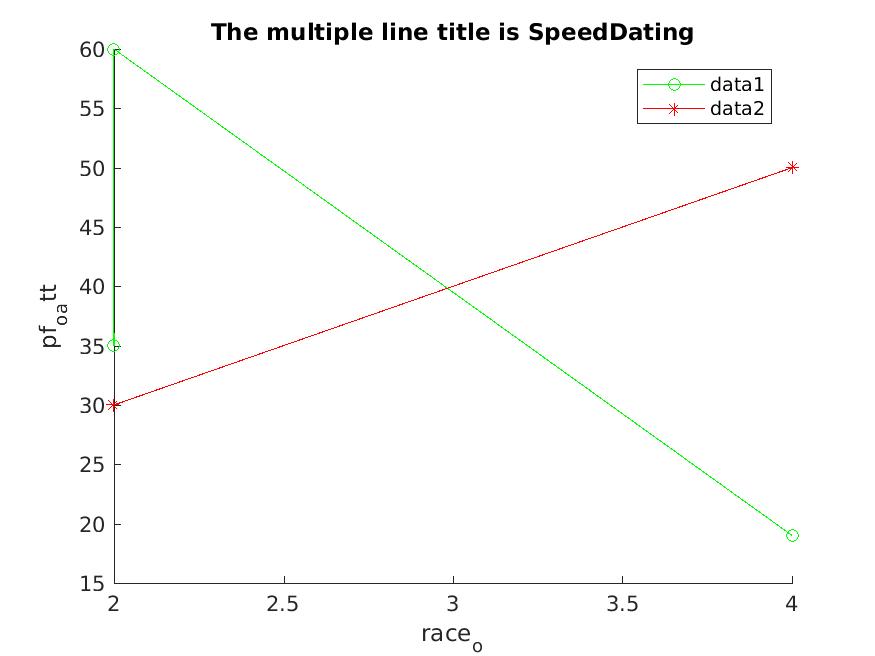 The multiple line title is SpeedDating
data1
data2
60
55
50
45
40
35
30
25
20
15
pf_oatt
2 2.5 3 3.5 4
race_o